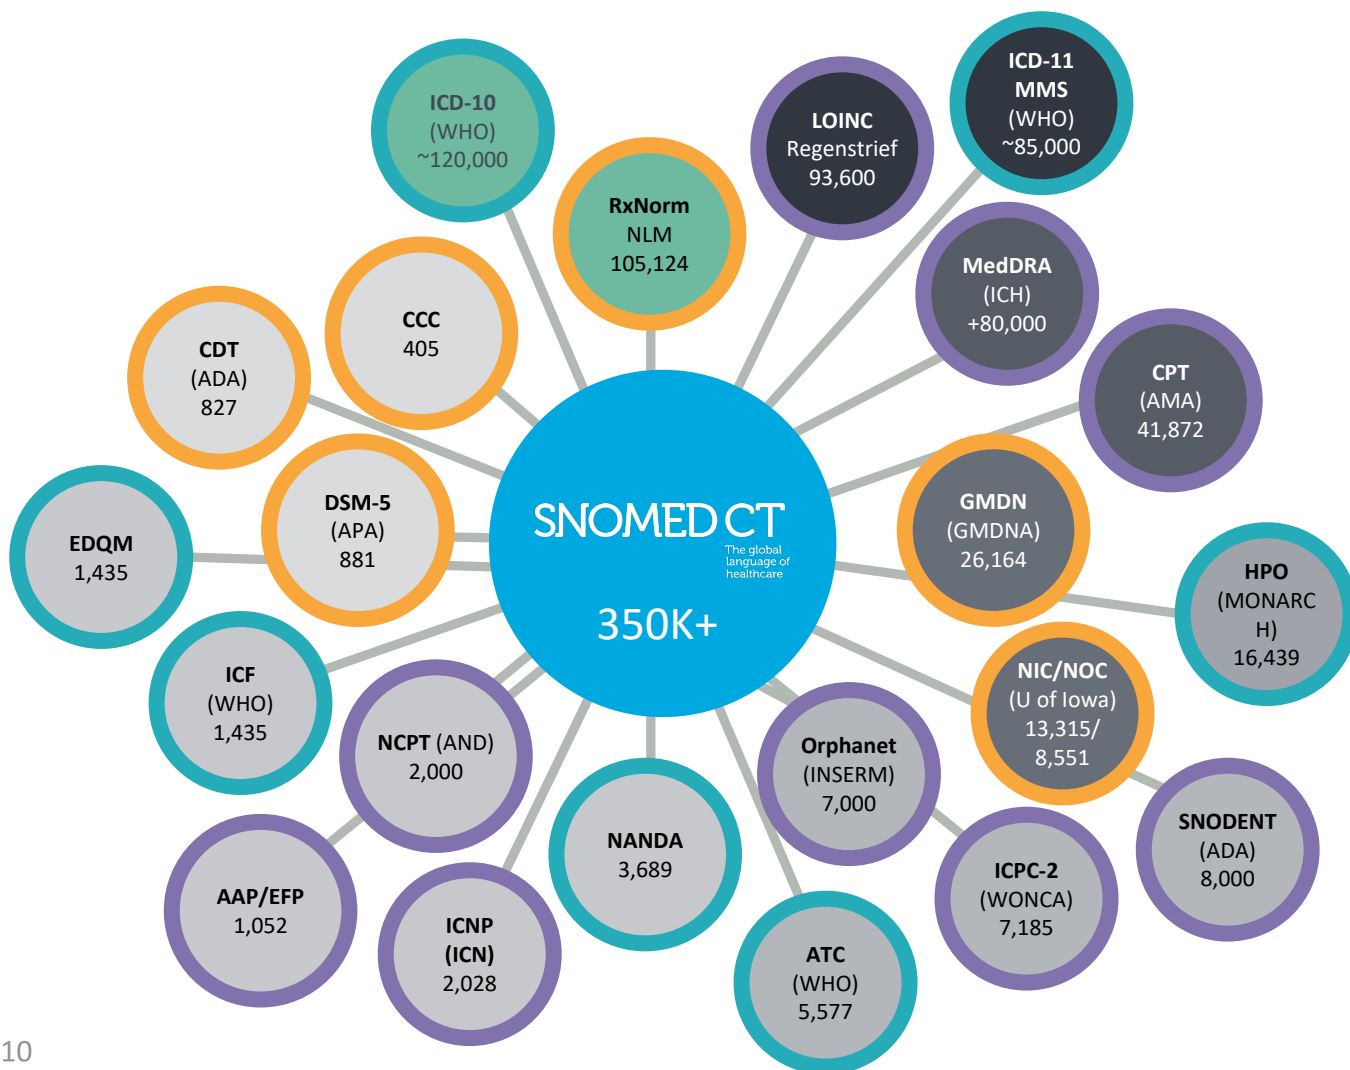 ICD-10
(WHO)
~120,000
RxNorm
NLM
105,124
LOINC
Regenstrief
93,600
ICD-11
MMS
(WHO)
~85,000
MedDRA
(ICH)
+80,000
CPT
(AMA)
41,872
CCC
405
CDT
(ADA)
827
DSM-5
(APA)
881
EDQM
1,435
ICF
(WHO)
1,435
SNOMED CT
The global
language of
healthcare
350K+
GMDN
(GMDNA)
26,164
HPO
(MONARC
H)
16,439
NIC/NOC
(U of Iowa)
13,315/
8,551
NCPT (AND)
2,000
Orphanet
(INSERM)
7,000
SNODENT
(ADA)
8,000
NANDA
3,689
ICPC-2
(WONCA)
7,185
AAP/EFP
1,052
ICNP
(ICN)
2,028
ATC
(WHO)
5,577
10